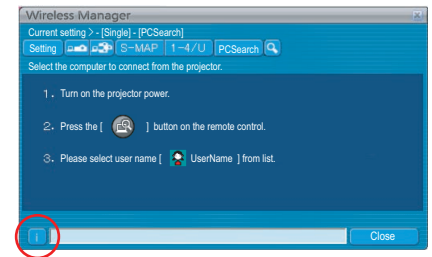 Wireless Manager
Current setting > - [Single] - [PCSearch]
Setting S-MAP 1-4/U PCSearch
Select the computer to connect from the projector.
1. Turn on the projector power.
2. Press the [ ] button on the remote control.
3. Please select user name [ UserName ] from list.
i Close